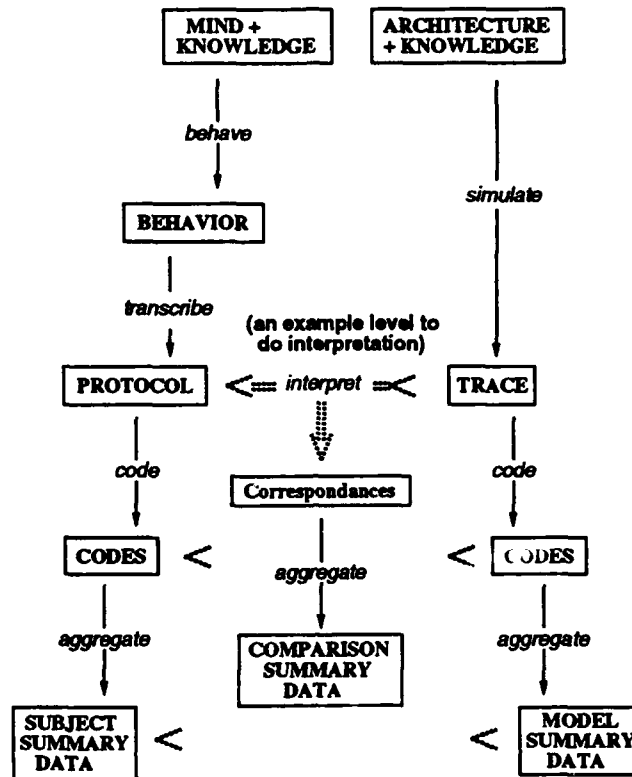 MIND +
KNOWLEDGE
ARCHITECTURE
+ KNOWLEDGE
behave
simulate
BEHAVIOR
transcribe
(an example level to
do interpretation)
PROTOCOL
interpret
TRACE
code
code
Correspondances
CODES
aggregate
CODES
aggregate
aggregate
COMPARISON
SUMMARY
DATA
SUBJECT
SUMMARY
DATA
MODEL
SUMMARY
DATA